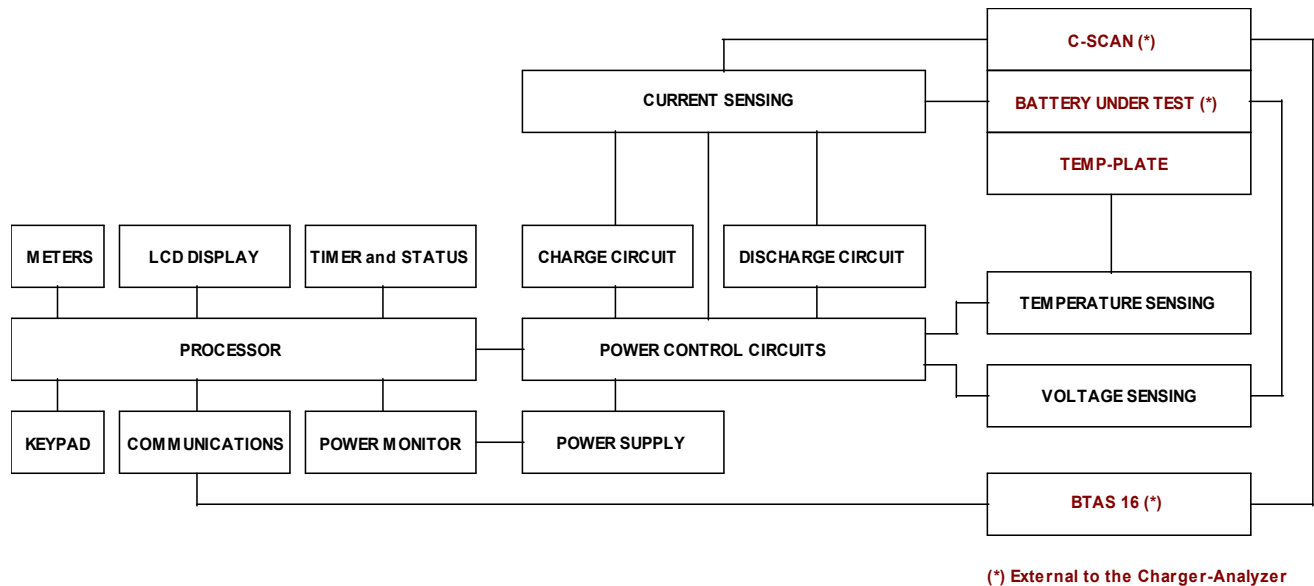 C-SCAN (*)
CURRENT SENSING
BATTERY UNDER TEST (*)
TEMP-PLATE
METERS
LCD DISPLAY
TIMER and STATUS
CHARGE CIRCUIT
DISCHARGE CIRCUIT
TEMPERATURE SENSING
PROCESSOR
POWER CONTROL CIRCUITS
VOLTAGE SENSING
KEYPAD
COMMUNICATIONS
POWER MONITOR
POWER SUPPLY
BTAS 16 (*)
(*) External to the Charger-Analyzer